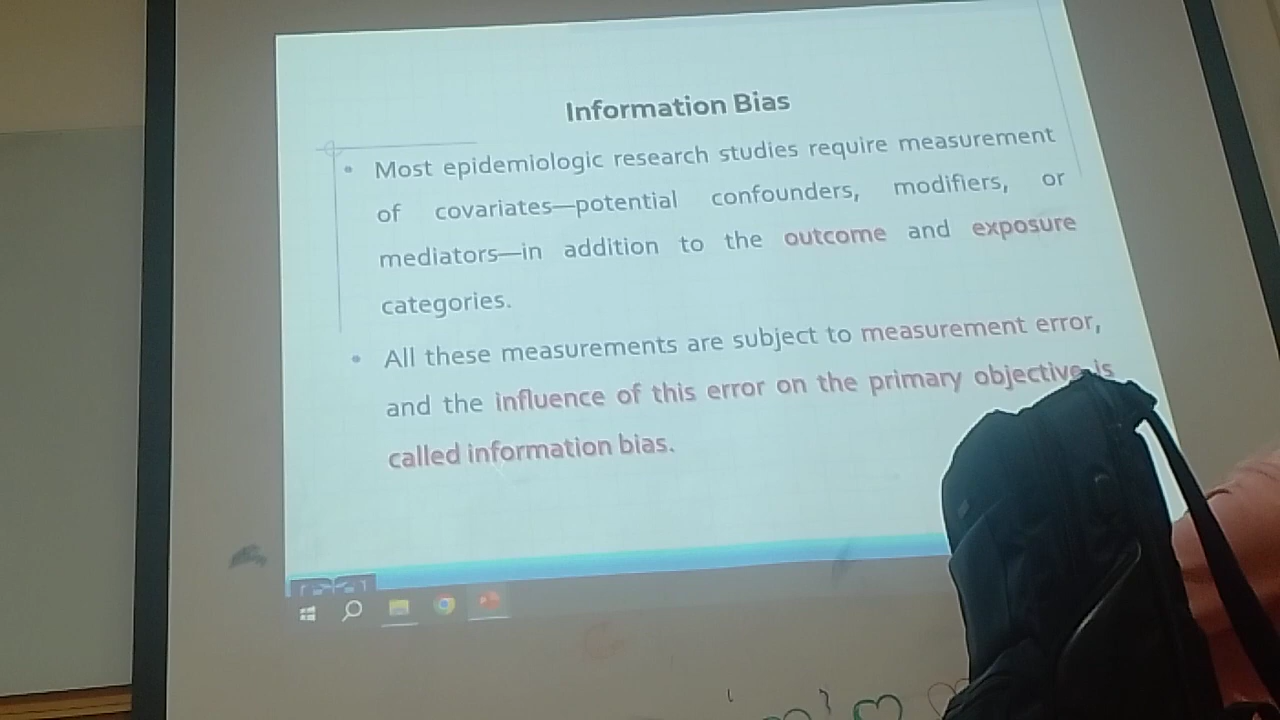 Information Bias
• Most epidemiologic research studies require measurement
of covariates—potential confounders, modifiers, or
mediators—in addition to the outcome and exposure
categories.
• All these measurements are subject to measurement error,
and the influence of this error on the primary objective is
called information bias.